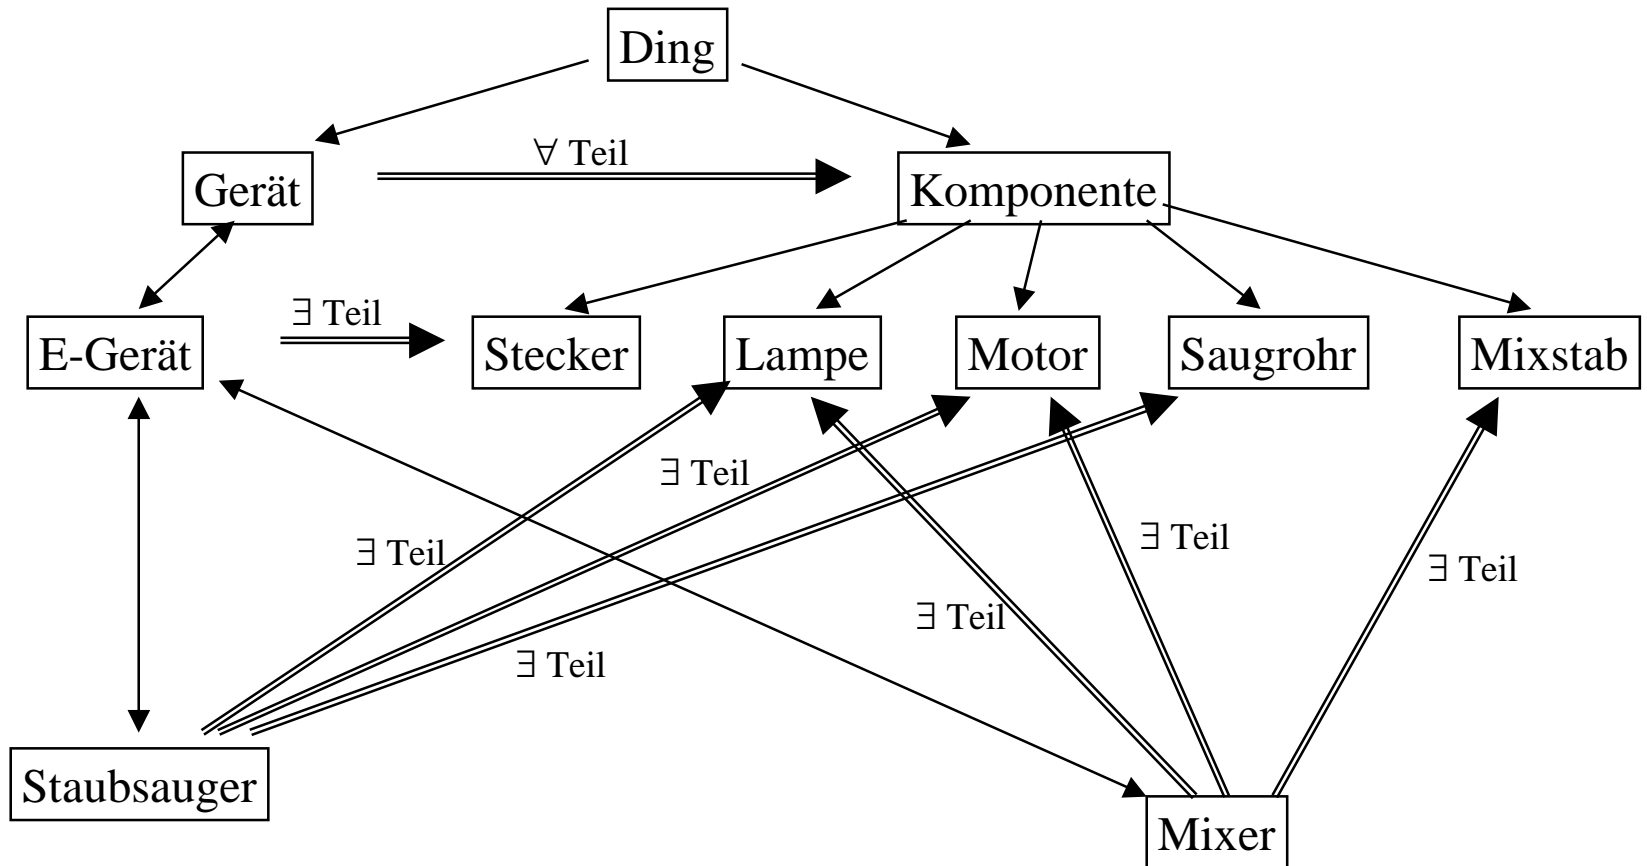 Ding
∀ Teil
Gerät
Komponente
∃ Teil
E-Gerät
Stecker
Lampe
Motor
Saugrohr
Mixstab
∃ Teil
∃ Teil
∃ Teil
∃ Teil
∃ Teil
∃ Teil
Staubsauger
Mixer